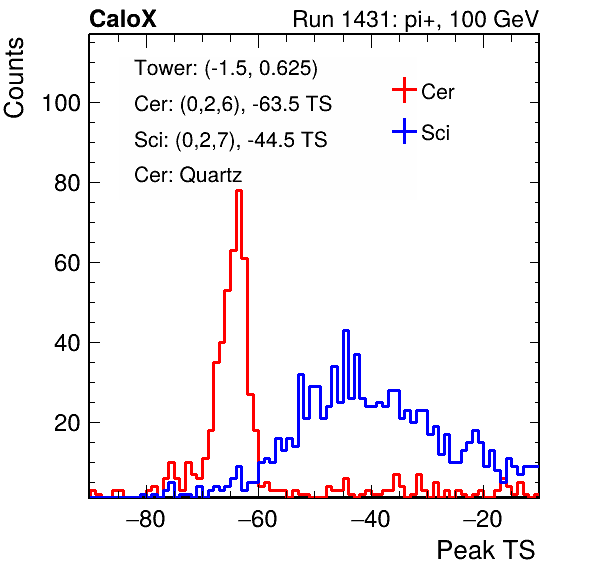 CaloX Run 1431: pi+, 100 GeV
Counts
Tower: (-1.5, 0.625)
Cer: (0,2,6), -63.5 TS
Sci: (0,2,7), -44.5 TS
Cer: Quartz
Cer
Sci
100
80
60
40
20
−80 −60 −40 −20
Peak TS